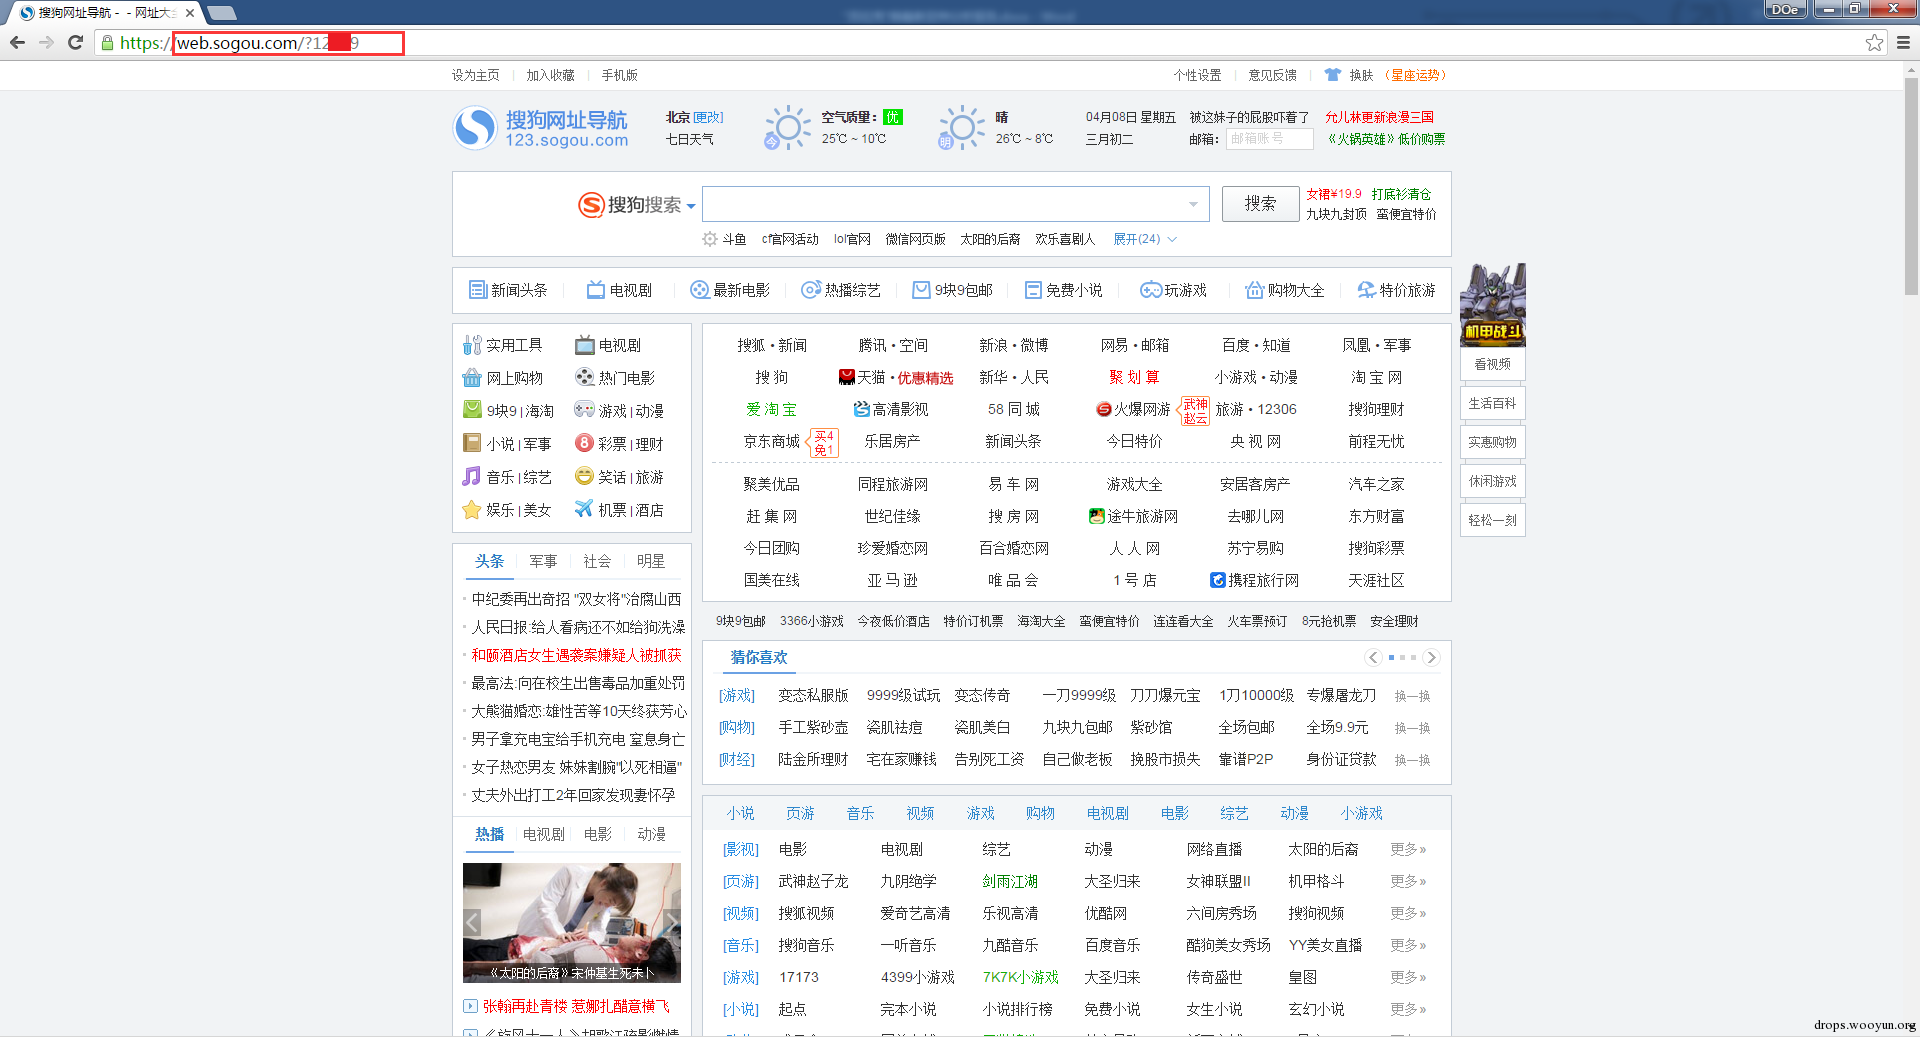 搜狗网址导航 - - 网址大全
DOe
https://web.sogou.com/?12 9
设为主页 | 加入收藏 | 手机版
个性设置 | 意见反馈 | 换肤 (星座运势)
搜狗网址导航
123.sogou.com
北京 [更改]
七日天气
今
空气质量: 优
25℃ ~ 10℃
明
晴
26℃ ~ 8℃
04月08日 星期五
三月初二
被这妹子的屁股吓着了
邮箱: 邮箱账号
允儿林更新浪漫三国
《火锅英雄》低价购票
搜狗搜索
搜索
女裙¥19.9 打底衫清仓
九块九封顶 蛮便宜特价
斗鱼 cf官网活动 lol官网 微信网页版 太阳的后裔 欢乐喜剧人 展开(24)
新闻头条 电视剧 最新电影 热播综艺 9块9包邮 免费小说 玩游戏 购物大全 特价旅游
实用工具 电视剧
网上购物 热门电影
9块9 | 海淘 游戏 | 动漫
小说 | 军事 彩票 | 理财
音乐 | 综艺 笑话 | 旅游
娱乐 | 美女 机票 | 酒店
搜狐・新闻 腾讯・空间 新浪・微博 网易・邮箱 百度・知道 凤凰・军事
搜 狗 天猫・优惠精选 新华・人民 聚 划 算 小游戏・动漫 淘 宝 网
爱 淘 宝 高清影视 58 同 城 火爆网游 武神赵云 旅游・12306 搜狗理财
京东商城 买4免1 乐居房产 新闻头条 今日特价 央 视 网 前程无忧
聚美优品 同程旅游网 易 车 网 游戏大全 安居客房产 汽车之家
赶 集 网 世纪佳缘 搜 房 网 途牛旅游网 去哪儿网 东方财富
今日团购 珍爱婚恋网 百合婚恋网 人 人 网 苏宁易购 搜狗彩票
国美在线 亚 马 逊 唯 品 会 1 号 店 携程旅行网 天涯社区
9块9包邮 3366小游戏 今夜低价酒店 特价订机票 海淘大全 蛮便宜特价 连连看大全 火车票预订 8元抢机票 安全理财
机甲战斗
看视频
生活百科
实惠购物
休闲游戏
轻松一刻
头条 军事 社会 明星
中纪委再出奇招 "双女将"治腐山西
人民日报:给人看病还不如给狗洗澡
和颐酒店女生遇袭案嫌疑人被抓获
最高法:向在校生出售毒品加重处罚
大熊猫婚恋:雄性苦等10天终获芳心
男子拿充电宝给手机充电 窒息身亡
女子热恋男友 妹妹割腕"以死相逼"
丈夫外出打工2年回家发现妻怀孕
热播 电视剧 电影 动漫
《太阳的后裔》宋仲基生死未卜
张翰再赴青楼 惹娜扎醋意横飞
猜你喜欢
[游戏] 变态私服版 9999级试玩 变态传奇 一刀9999级 刀刀爆元宝 1刀10000级 专爆屠龙刀 换一换
[购物] 手工紫砂壶 瓷肌祛痘 瓷肌美白 九块九包邮 紫砂馆 全场包邮 全场9.9元 换一换
[财经] 陆金所理财 宅在家赚钱 告别死工资 自己做老板 挽股市损失 靠谱P2P 身份证贷款 换一换
小说 页游 音乐 视频 游戏 购物 电视剧 电影 综艺 动漫 小游戏
[影视] 电影 电视剧 综艺 动漫 网络直播 太阳的后裔 更多»
[页游] 武神赵子龙 九阴绝学 剑雨江湖 大圣归来 女神联盟II 机甲格斗 更多»
[视频] 搜狐视频 爱奇艺高清 乐视高清 优酷网 六间房秀场 搜狗视频 更多»
[音乐] 搜狗音乐 一听音乐 九酷音乐 百度音乐 酷狗美女秀场 YY美女直播 更多»
[游戏] 17173 4399小游戏 7K7K小游戏 大圣归来 传奇盛世 皇图 更多»
[小说] 起点 完本小说 小说排行榜 免费小说 女生小说 玄幻小说 更多»
drops.wooyun.org